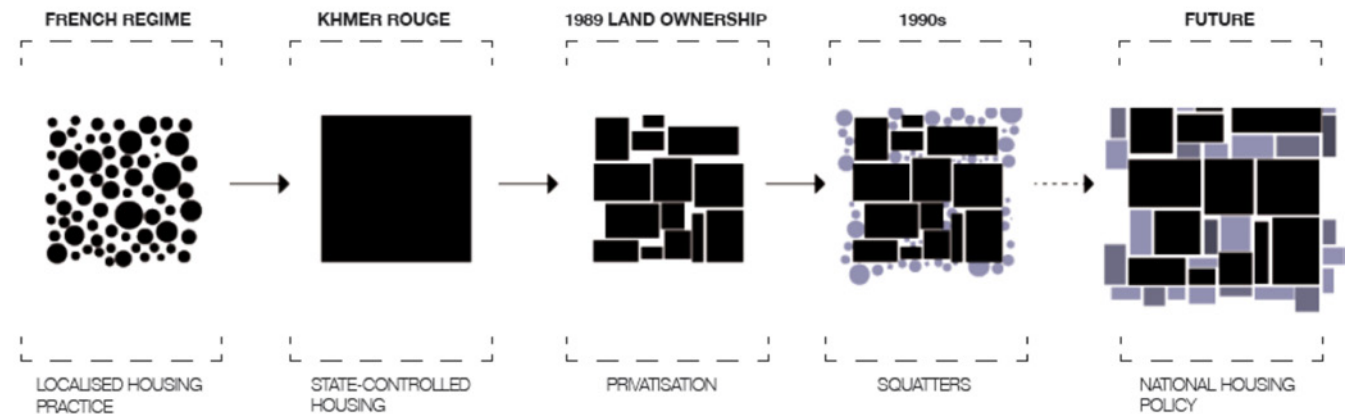 FRENCH REGIME
KHMER ROUGE
1989 LAND OWNERSHIP
1990s
FUTURE
LOCALISED HOUSING
PRACTICE
STATE-CONTROLLED
HOUSING
PRIVATISATION
SQUATTERS
NATIONAL HOUSING
POLICY